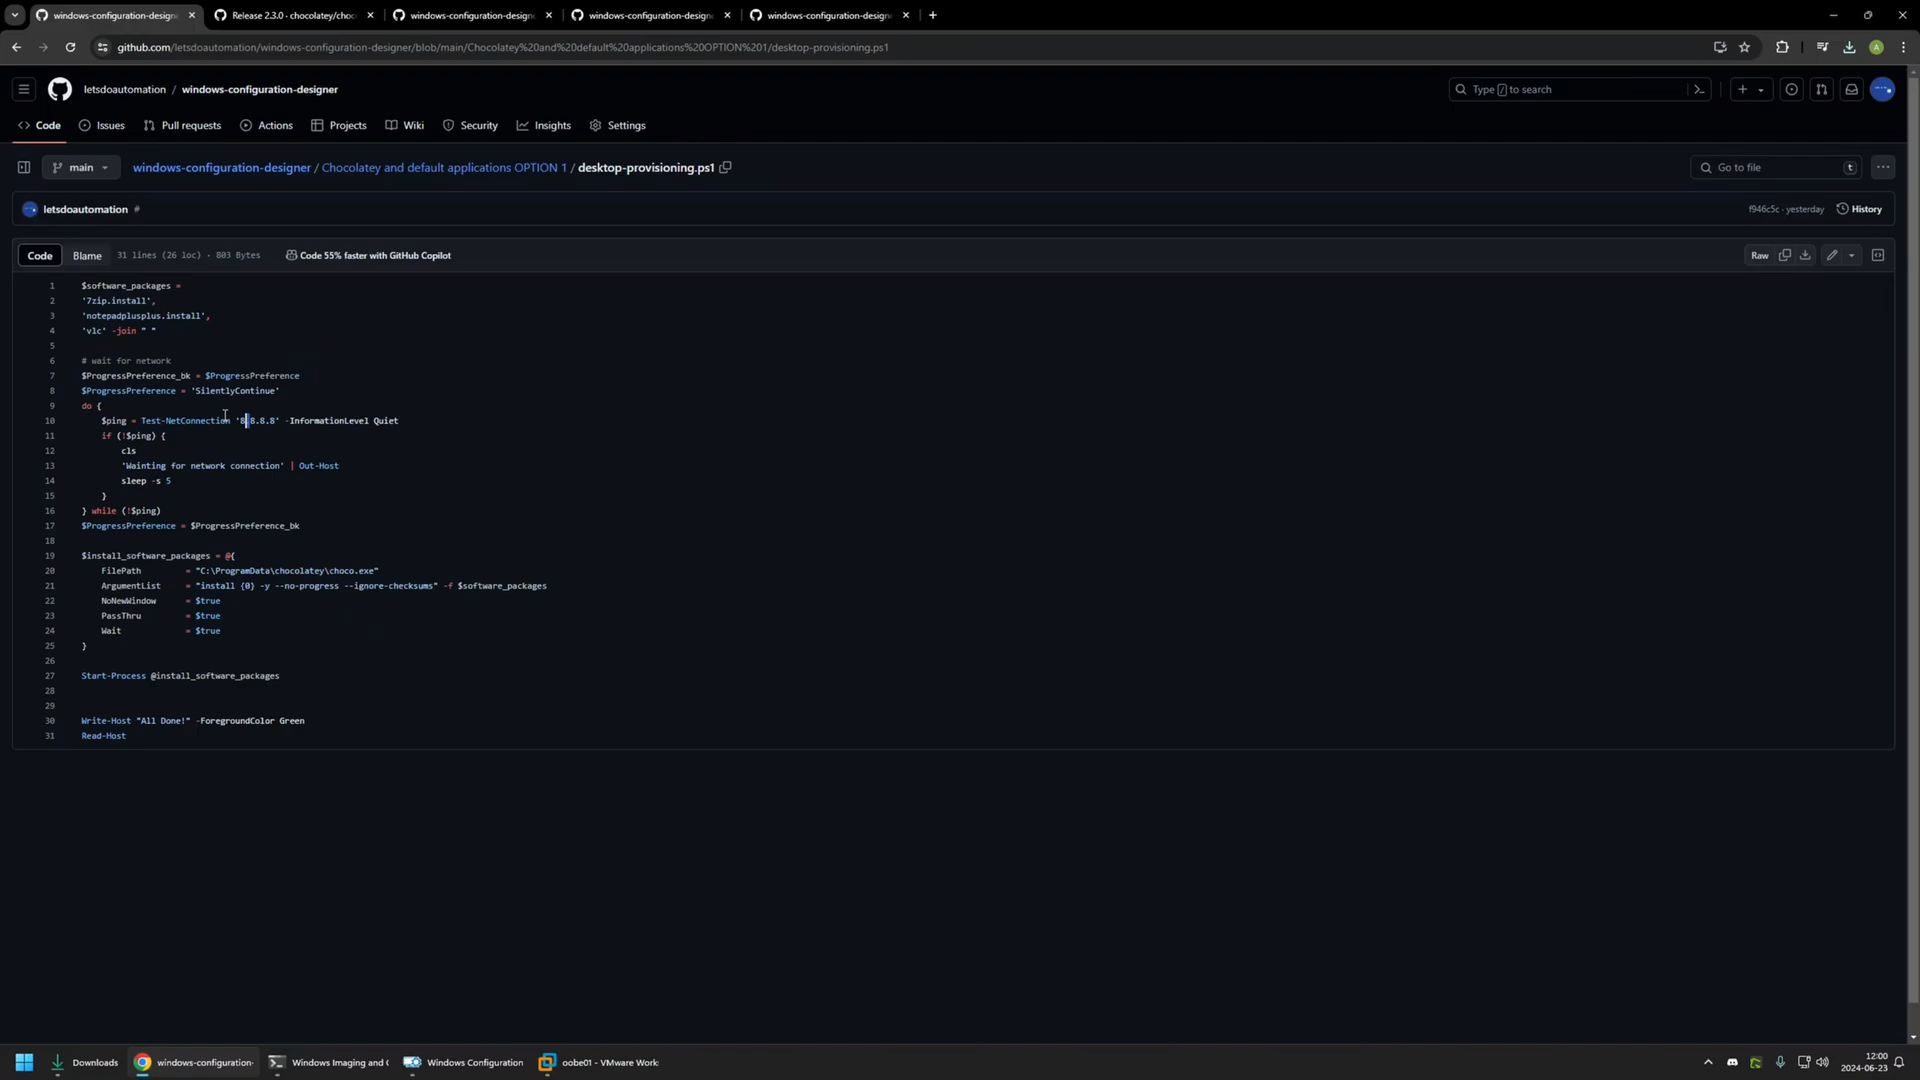 windows-configuration-design
Release 2.3.0 · chocolatey/choc
windows-configuration-design
windows-configuration-design
windows-configuration-design
github.com/letsdoautomation/windows-configuration-designer/blob/main/Chocolatey%20and%20default%20applications%20OPTION%201/desktop-provisioning.ps1
letsdoautomation / windows-configuration-designer
Type / to search
Code
Issues
Pull requests
Actions
Projects
Wiki
Security
Insights
Settings
main
windows-configuration-designer / Chocolatey and default applications OPTION 1 / desktop-provisioning.ps1
Go to file
t
letsdoautomation #
f946c5c · yesterday
History
Code
Blame
31 lines (26 loc) · 803 Bytes
Code 55% faster with GitHub Copilot
Raw
1 $software_packages =
2 '7zip.install',
3 'notepadplusplus.install',
4 'vlc' -join " "
5
6 # wait for network
7 $ProgressPreference_bk = $ProgressPreference
8 $ProgressPreference = 'SilentlyContinue'
9 do {
10 $ping = Test-NetConnection '8.8.8.8' -InformationLevel Quiet
11 if (!$ping) {
12 cls
13 'Wainting for network connection' | Out-Host
14 sleep -s 5
15 }
16 } while (!$ping)
17 $ProgressPreference = $ProgressPreference_bk
18
19 $install_software_packages = @{
20 FilePath = "C:\ProgramData\chocolatey\choco.exe"
21 ArgumentList = "install {0} -y --no-progress --ignore-checksums" -f $software_packages
22 NoNewWindow = $true
23 PassThru = $true
24 Wait = $true
25 }
26
27 Start-Process @install_software_packages
28
29
30 Write-Host "All Done!" -ForegroundColor Green
31 Read-Host
Downloads
windows-configuration-
Windows Imaging and C
Windows Configuration
oobe01 - VMware Work
12:00
2024-06-23